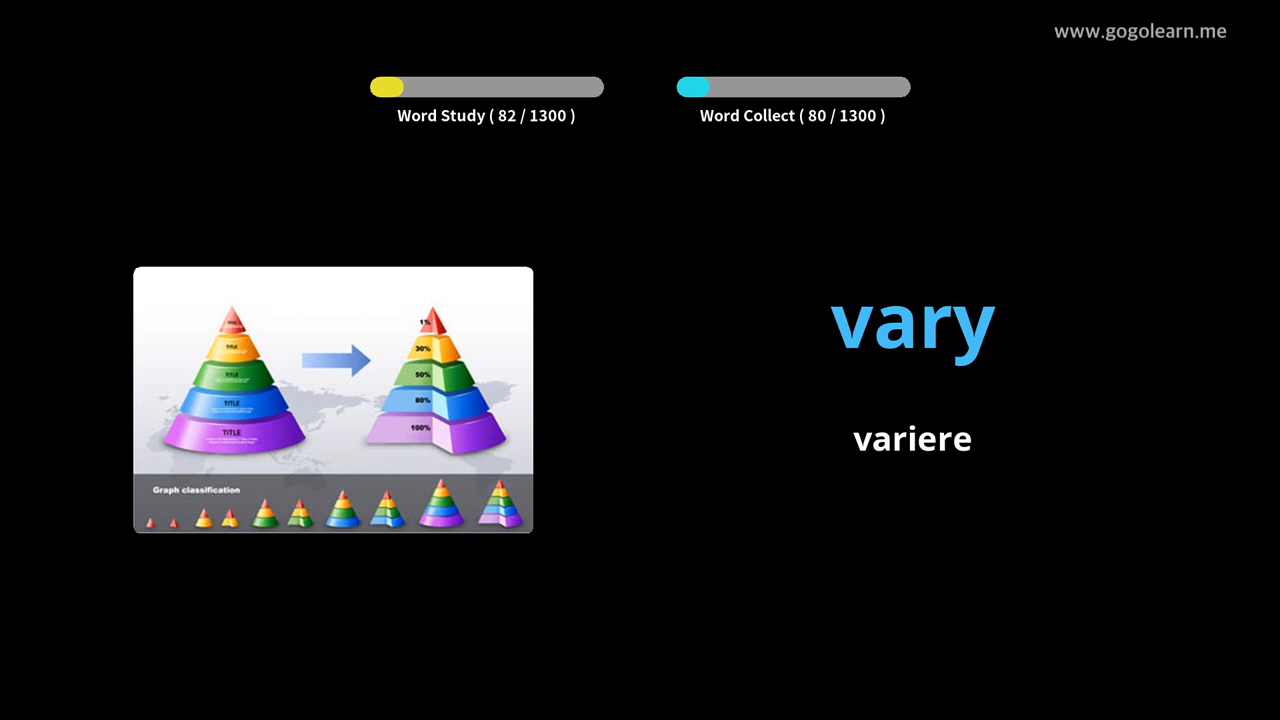 www.gogolearn.me
Word Study ( 82 / 1300 )
Word Collect ( 80 / 1300 )
vary
variere
TITLE
TITLE
TITLE
TITLE
1%
30%
50%
80%
100%
Graph classification